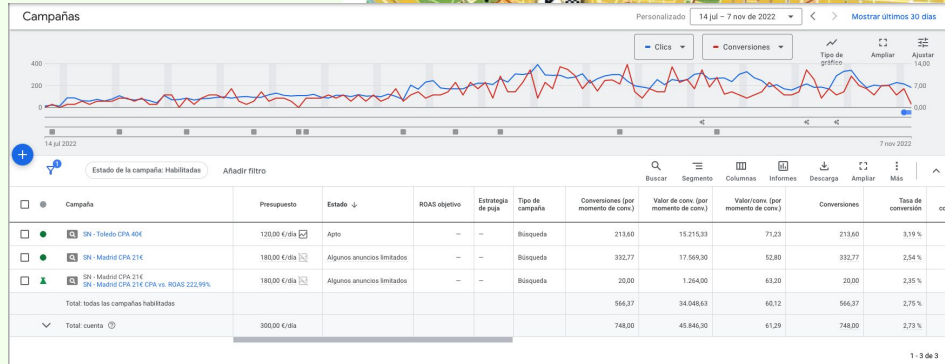 Campañas
Personalizado 14 jul – 7 nov de 2022 Mostrar últimos 30 días
Clics Conversiones Tipo de gráfico Ampliar Ajustar
400 14,00
200 7,00
0 0,00
14 jul 2022 7 nov 2022
1 Estado de la campaña: Habilitadas Añadir filtro Buscar Segmento Columnas Informes Descarga Ampliar Más
Campaña Presupuesto Estado ↓ ROAS objetivo Estrategia de puja Tipo de campaña Conversiones (por momento de conv.) Valor de conv. (por momento de conv.) Valor/conv. (por momento de conv.) Conversiones Tasa de conversión
SN - Toledo CPA 40€ 120,00 €/día Apto – – Búsqueda 213,60 15.215,33 71,23 213,60 3,19 %
SN - Madrid CPA 21€ 180,00 €/día Algunos anuncios limitados – – Búsqueda 332,77 17.569,30 52,80 332,77 2,54 %
SN - Madrid CPA 21€
SN - Madrid CPA 21€ CPA vs. ROAS 222,99% 180,00 €/día Algunos anuncios limitados – – Búsqueda 20,00 1.264,00 63,20 20,00 2,35 %
Total: todas las campañas habilitadas 566,37 34.048,63 60,12 566,37 2,75 %
Total: cuenta 300,00 €/día 748,00 45.846,30 61,29 748,00 2,73 %
1 - 3 de 3